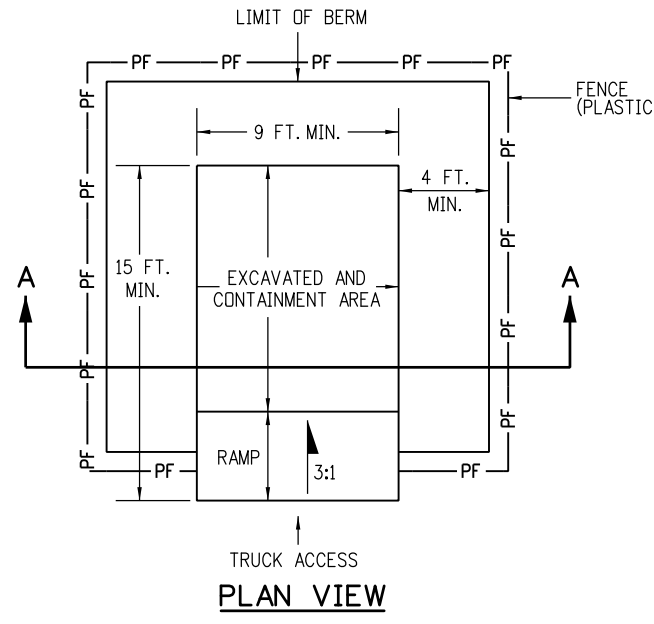 LIMIT OF BERM
PF PF PF PF PF
FENCE
(PLASTIC
PF
9 FT. MIN.
PF
PF
4 FT.
MIN.
PF
15 FT.
MIN.
PF
EXCAVATED AND
CONTAINMENT AREA
A
A
PF
PF
PF
PF
RAMP
3:1
PF
PF
PF
TRUCK ACCESS
PLAN VIEW